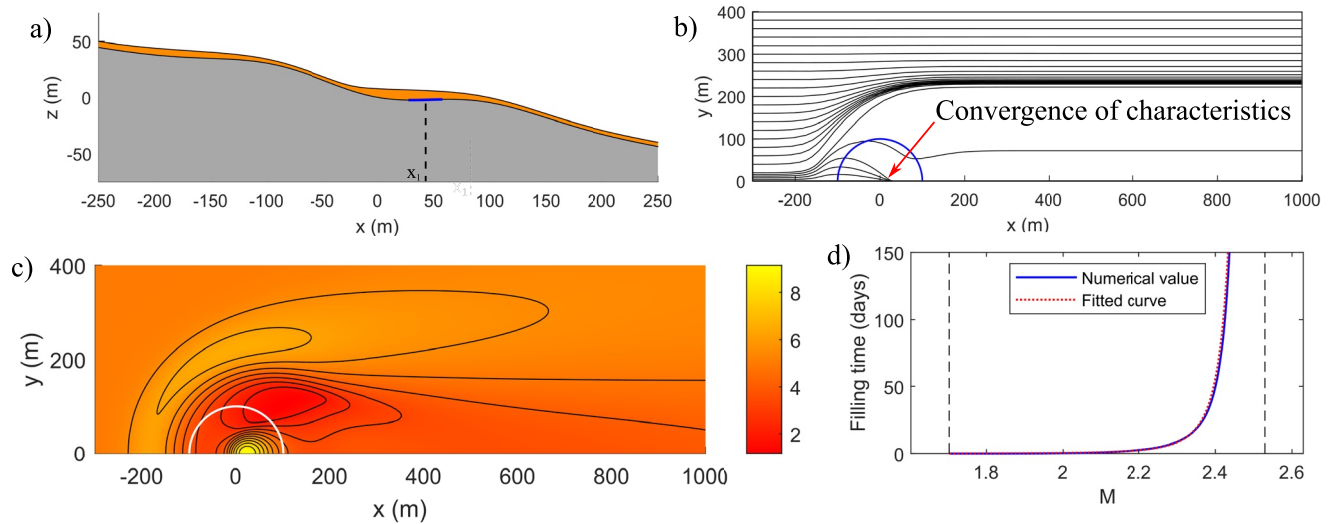 a)
z (m)
50
0
-50
x₁
x₁
-250 -200 -150 -100 -50 0 50 100 150 200 250
x (m)
b)
y (m)
400
300
200
100
0
Convergence of characteristics
-200 0 200 400 600 800 1000
x (m)
c)
y (m)
400
200
0
-200 0 200 400 600 800 1000
x (m)
8
6
4
2
d)
Filling time (days)
150
100
50
0
Numerical value
Fitted curve
1.8 2 2.2 2.4 2.6
M